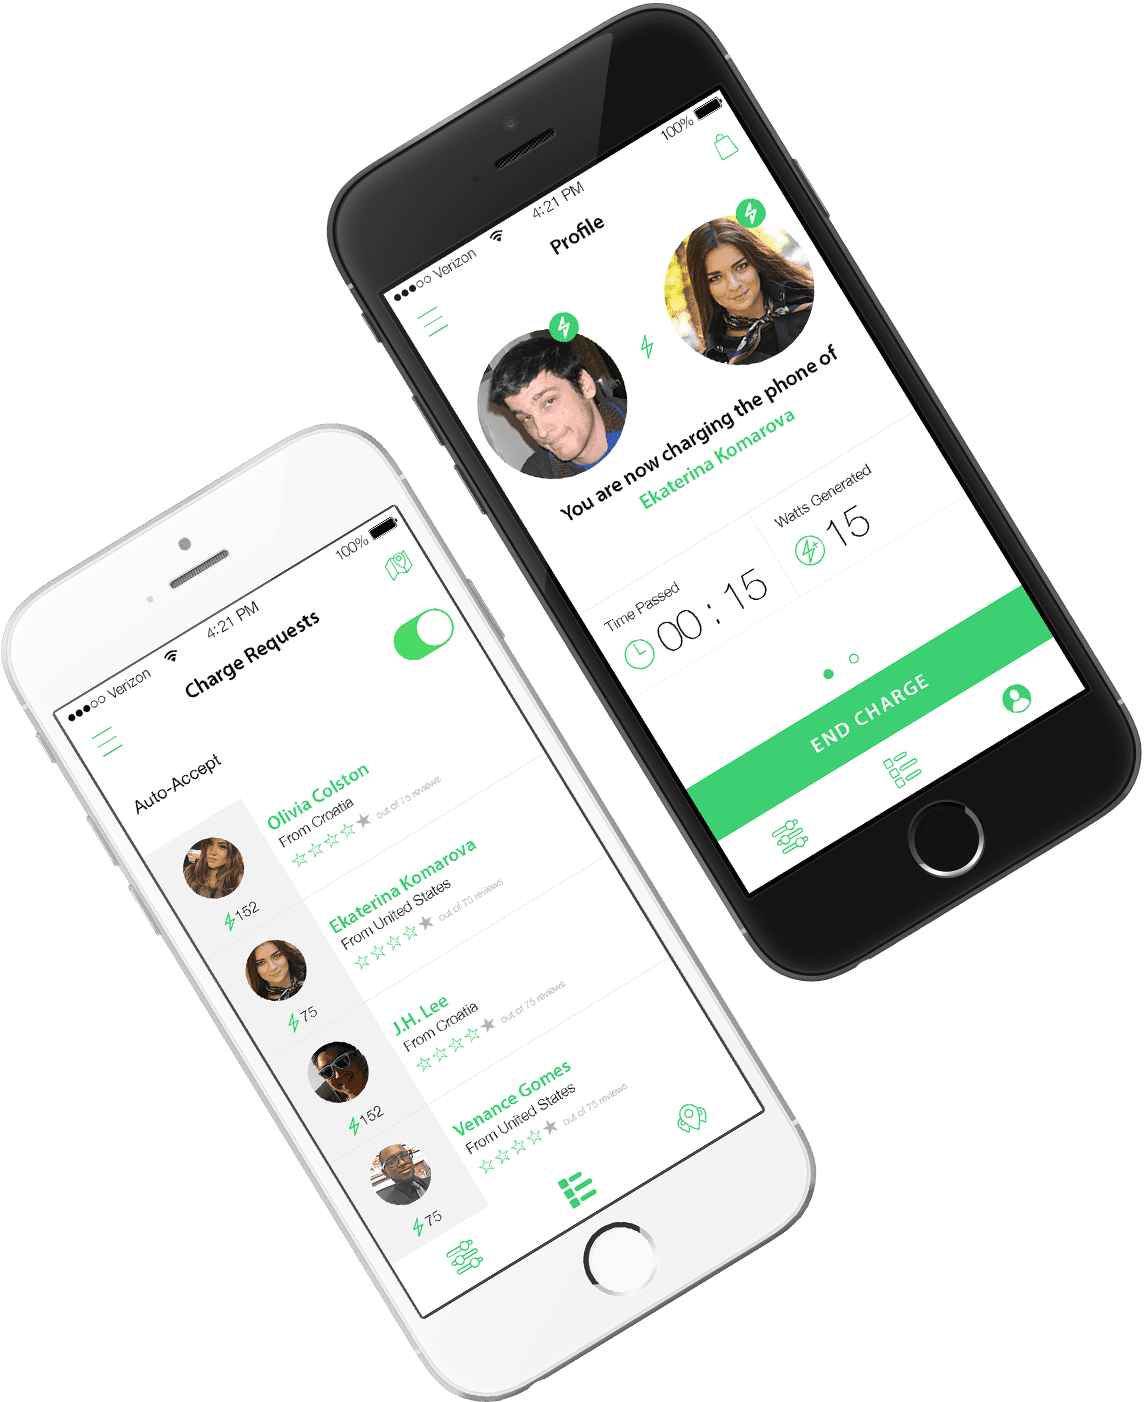 Verizon
4:21 PM
100%
Profile
You are now charging the phone of
Ekaterina Komarova
Time Passed
00 : 15
Watts Generated
15
END CHARGE
Verizon
4:21 PM
100%
Charge Requests
Auto-Accept
Olivia Colston
From Croatia
out of 75 reviews
152
Ekaterina Komarova
From United States
out of 75 reviews
75
J.H. Lee
From Croatia
out of 75 reviews
152
Venance Gomes
From United States
out of 75 reviews
75